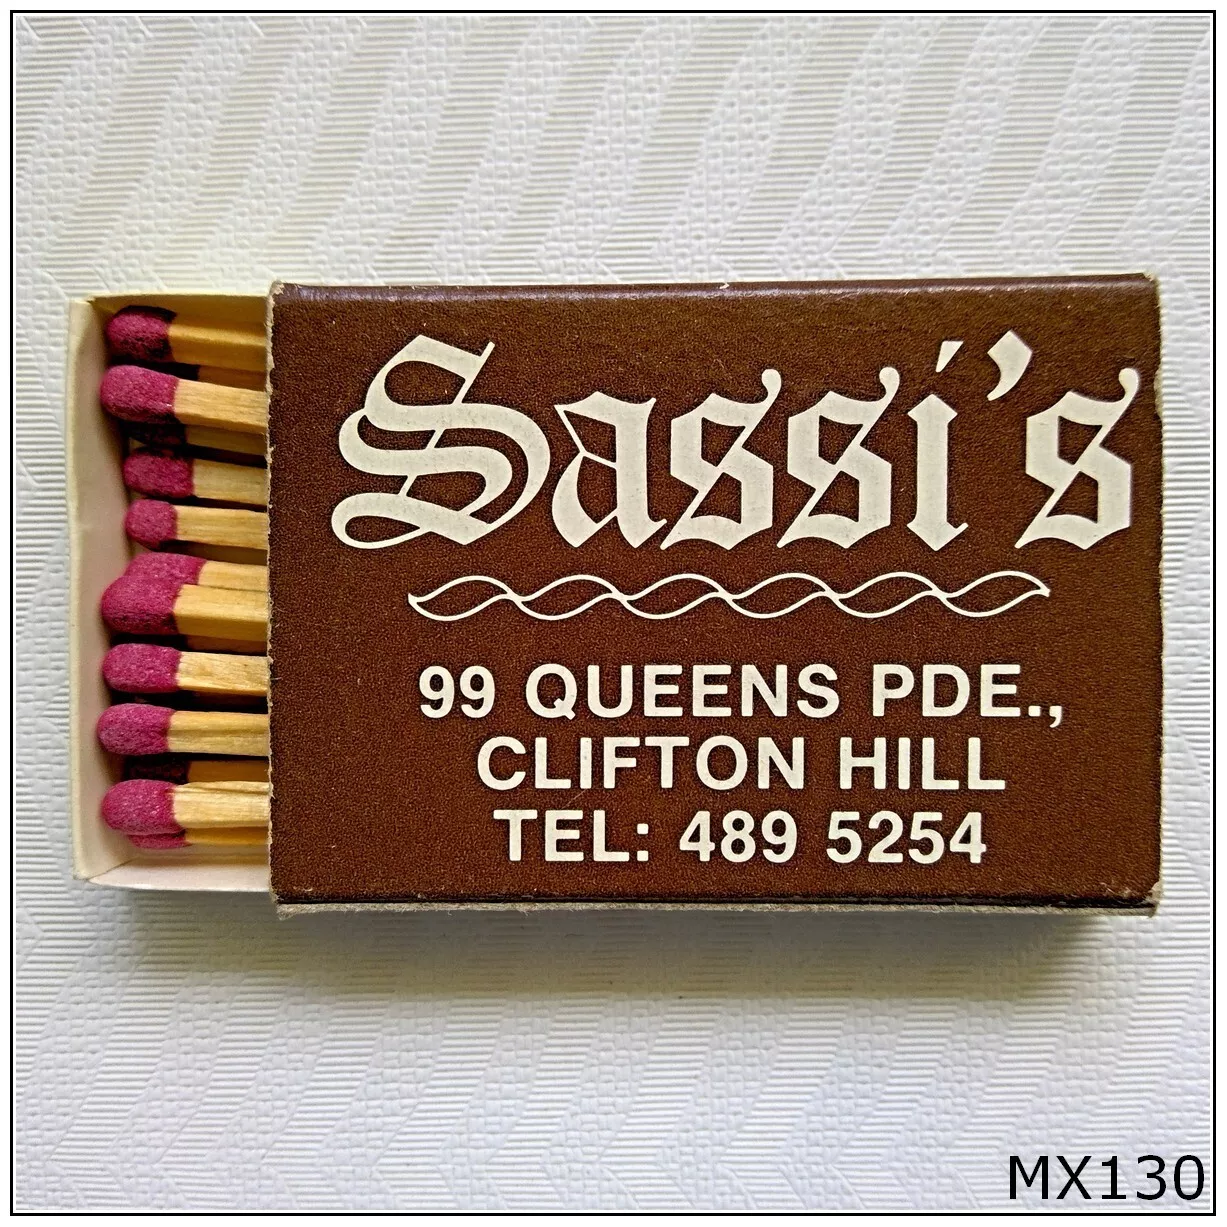 Sassi's
99 QUEENS PDE.,
CLIFTON HILL
TEL: 489 5254
MX130